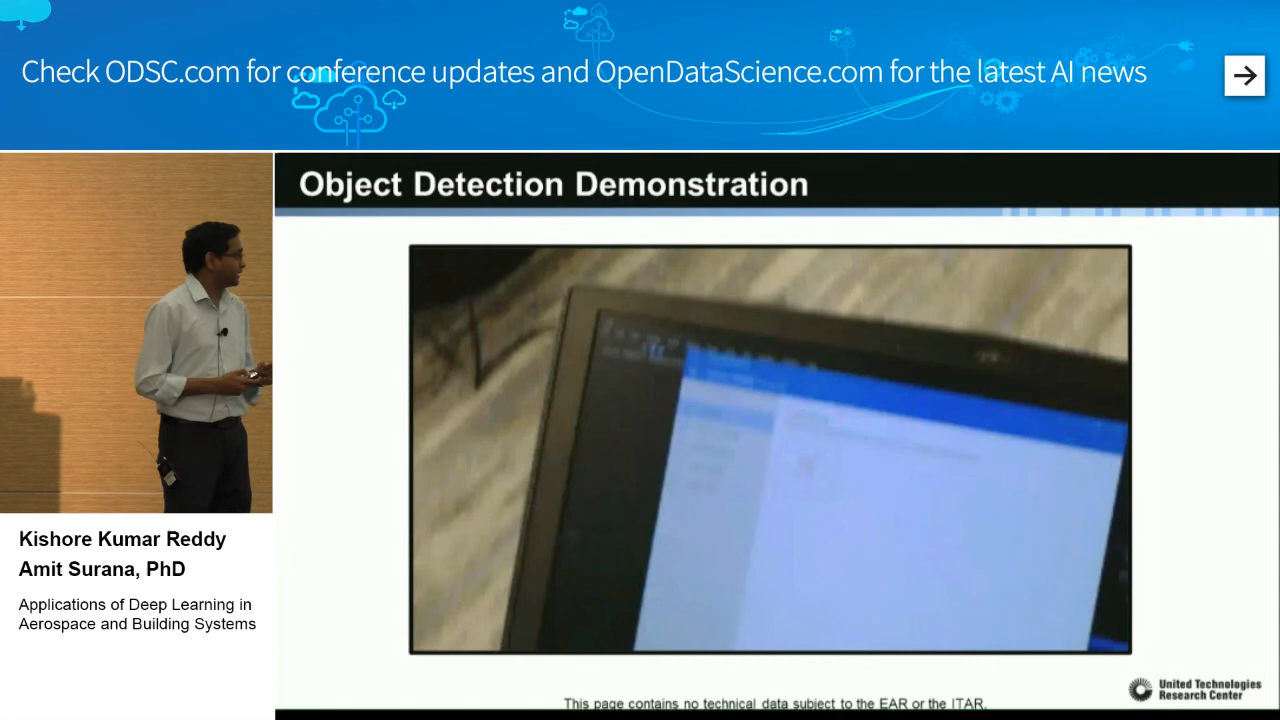 Check ODSC.com for conference updates and OpenDataScience.com for the latest AI news
Object Detection Demonstration
Kishore Kumar Reddy
Amit Surana, PhD
Applications of Deep Learning in
Aerospace and Building Systems
United Technologies
Research Center
This page contains no technical data subject to the EAR or the ITAR.